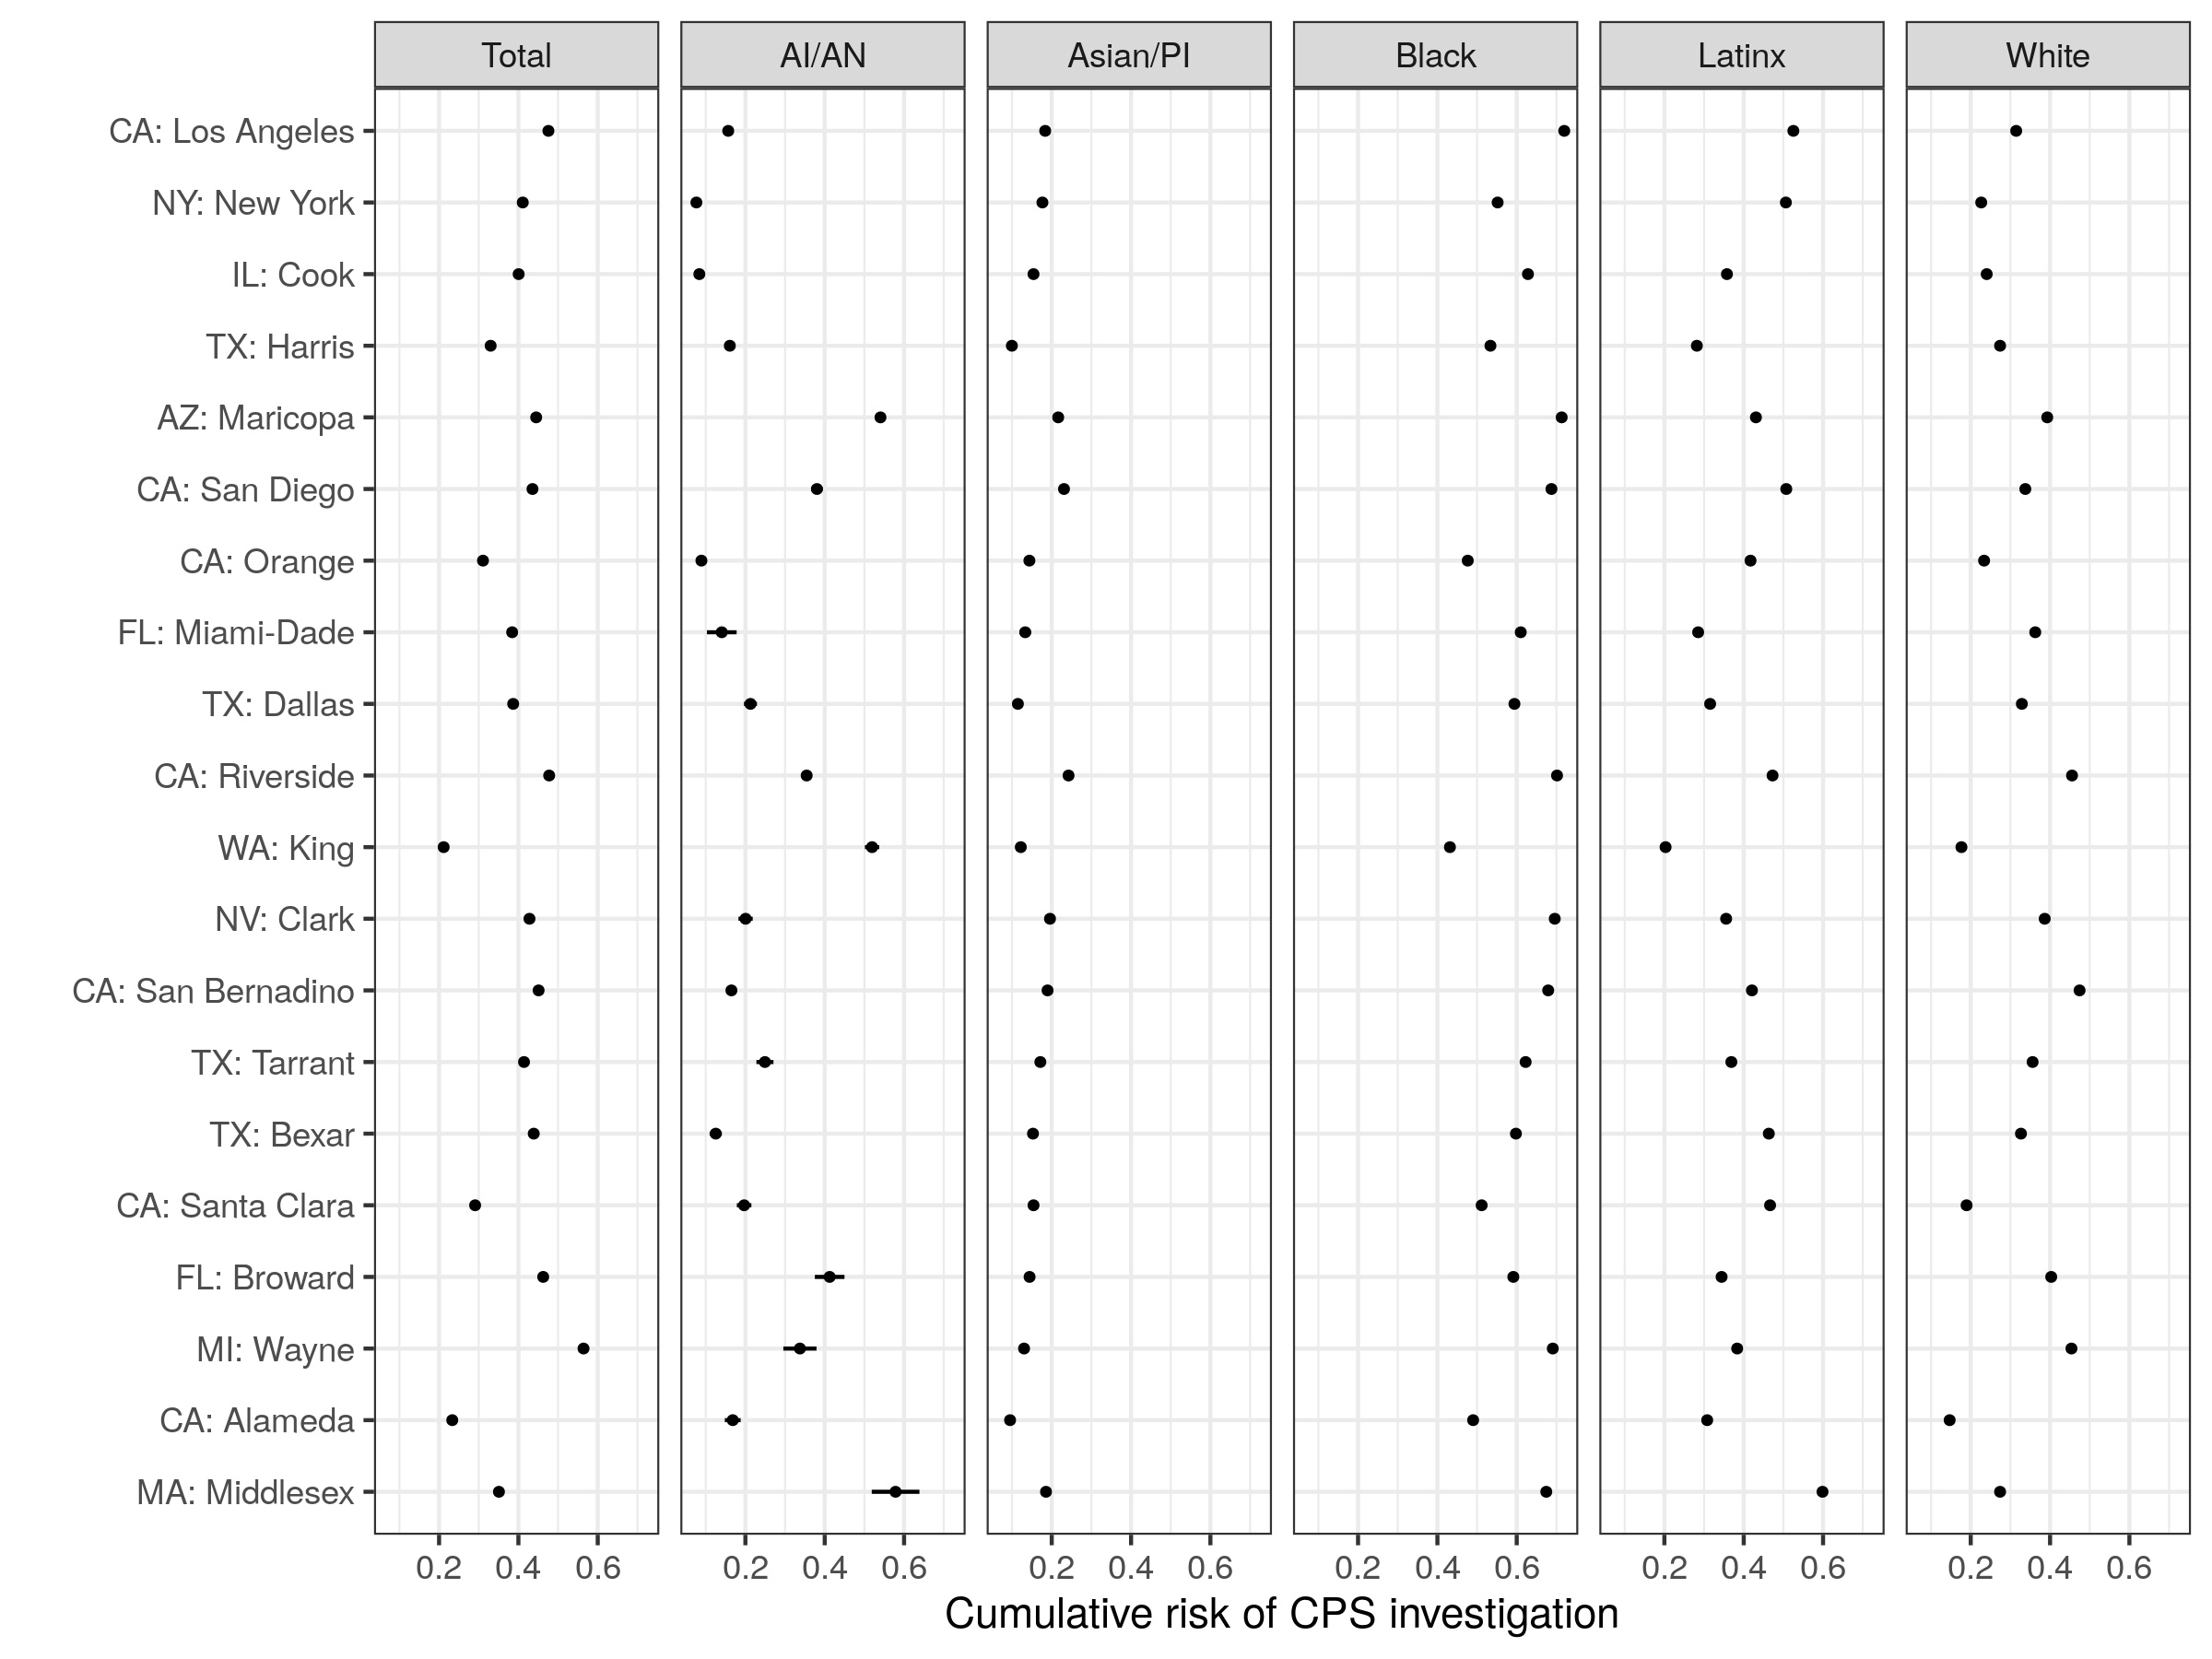 Total AI/AN Asian/PI Black Latinx White
CA: Los Angeles
NY: New York
IL: Cook
TX: Harris
AZ: Maricopa
CA: San Diego
CA: Orange
FL: Miami-Dade
TX: Dallas
CA: Riverside
WA: King
NV: Clark
CA: San Bernadino
TX: Tarrant
TX: Bexar
CA: Santa Clara
FL: Broward
MI: Wayne
CA: Alameda
MA: Middlesex
0.2 0.4 0.6 0.2 0.4 0.6 0.2 0.4 0.6 0.2 0.4 0.6 0.2 0.4 0.6 0.2 0.4 0.6
Cumulative risk of CPS investigation